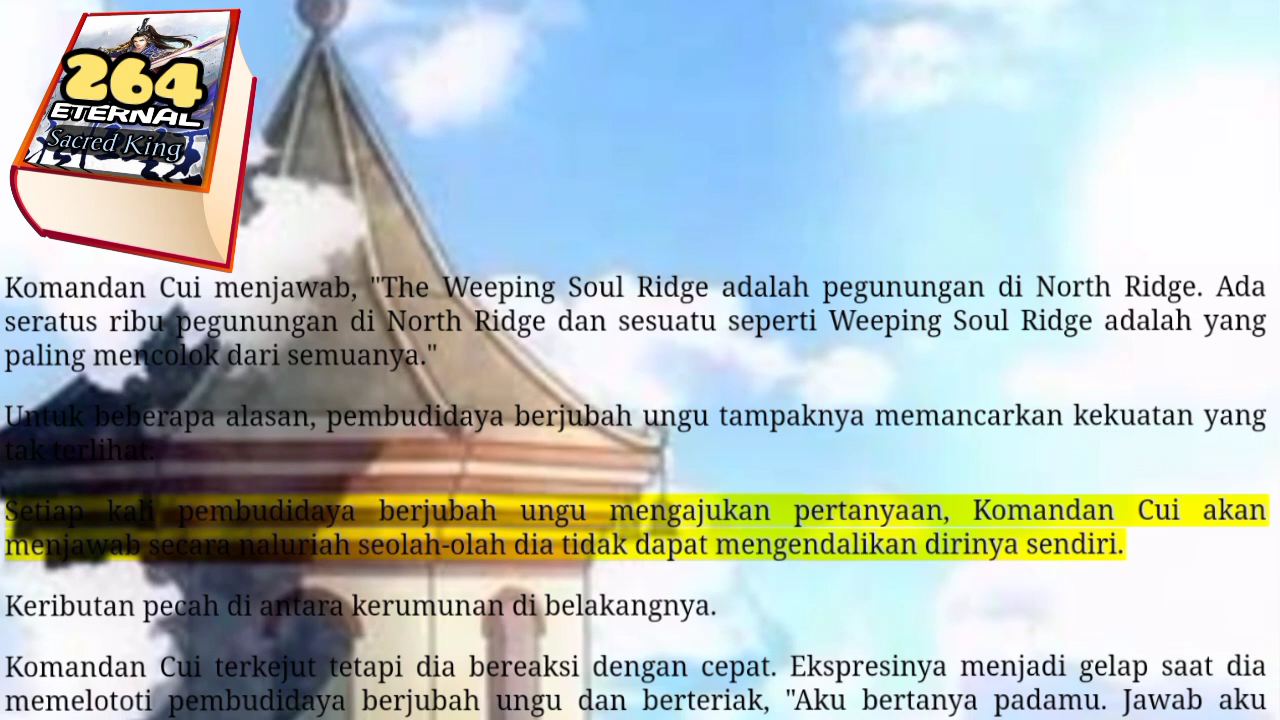 264
ETERNAL
Sacred King
Komandan Cui menjawab, "The Weeping Soul Ridge adalah pegunungan di North Ridge. Ada
seratus ribu pegunungan di North Ridge dan sesuatu seperti Weeping Soul Ridge adalah yang
paling mencolok dari semuanya."
Untuk beberapa alasan, pembudidaya berjubah ungu tampaknya memancarkan kekuatan yang
tak terlihat.
Setiap kali pembudidaya berjubah ungu mengajukan pertanyaan, Komandan Cui akan
menjawab secara naluriah seolah-olah dia tidak dapat mengendalikan dirinya sendiri.
Keributan pecah di antara kerumunan di belakangnya.
Komandan Cui terkejut tetapi dia bereaksi dengan cepat. Ekspresinya menjadi gelap saat dia
memelototi pembudidaya berjubah ungu dan berteriak, "Aku bertanya padamu. Jawab aku